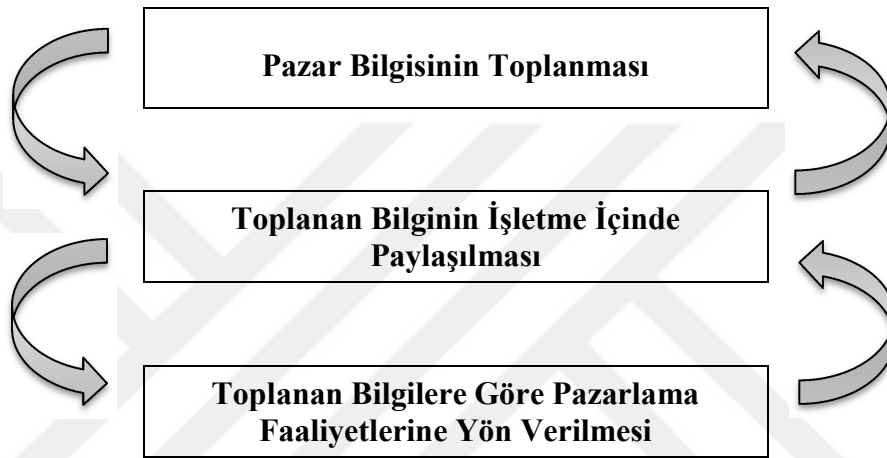 Pazar Bilgisinin Toplanması
Toplanan Bilginin İşletme İçinde
Paylaşılması
Toplanan Bilgilere Göre Pazarlama
Faaliyetlerine Yön Verilmesi